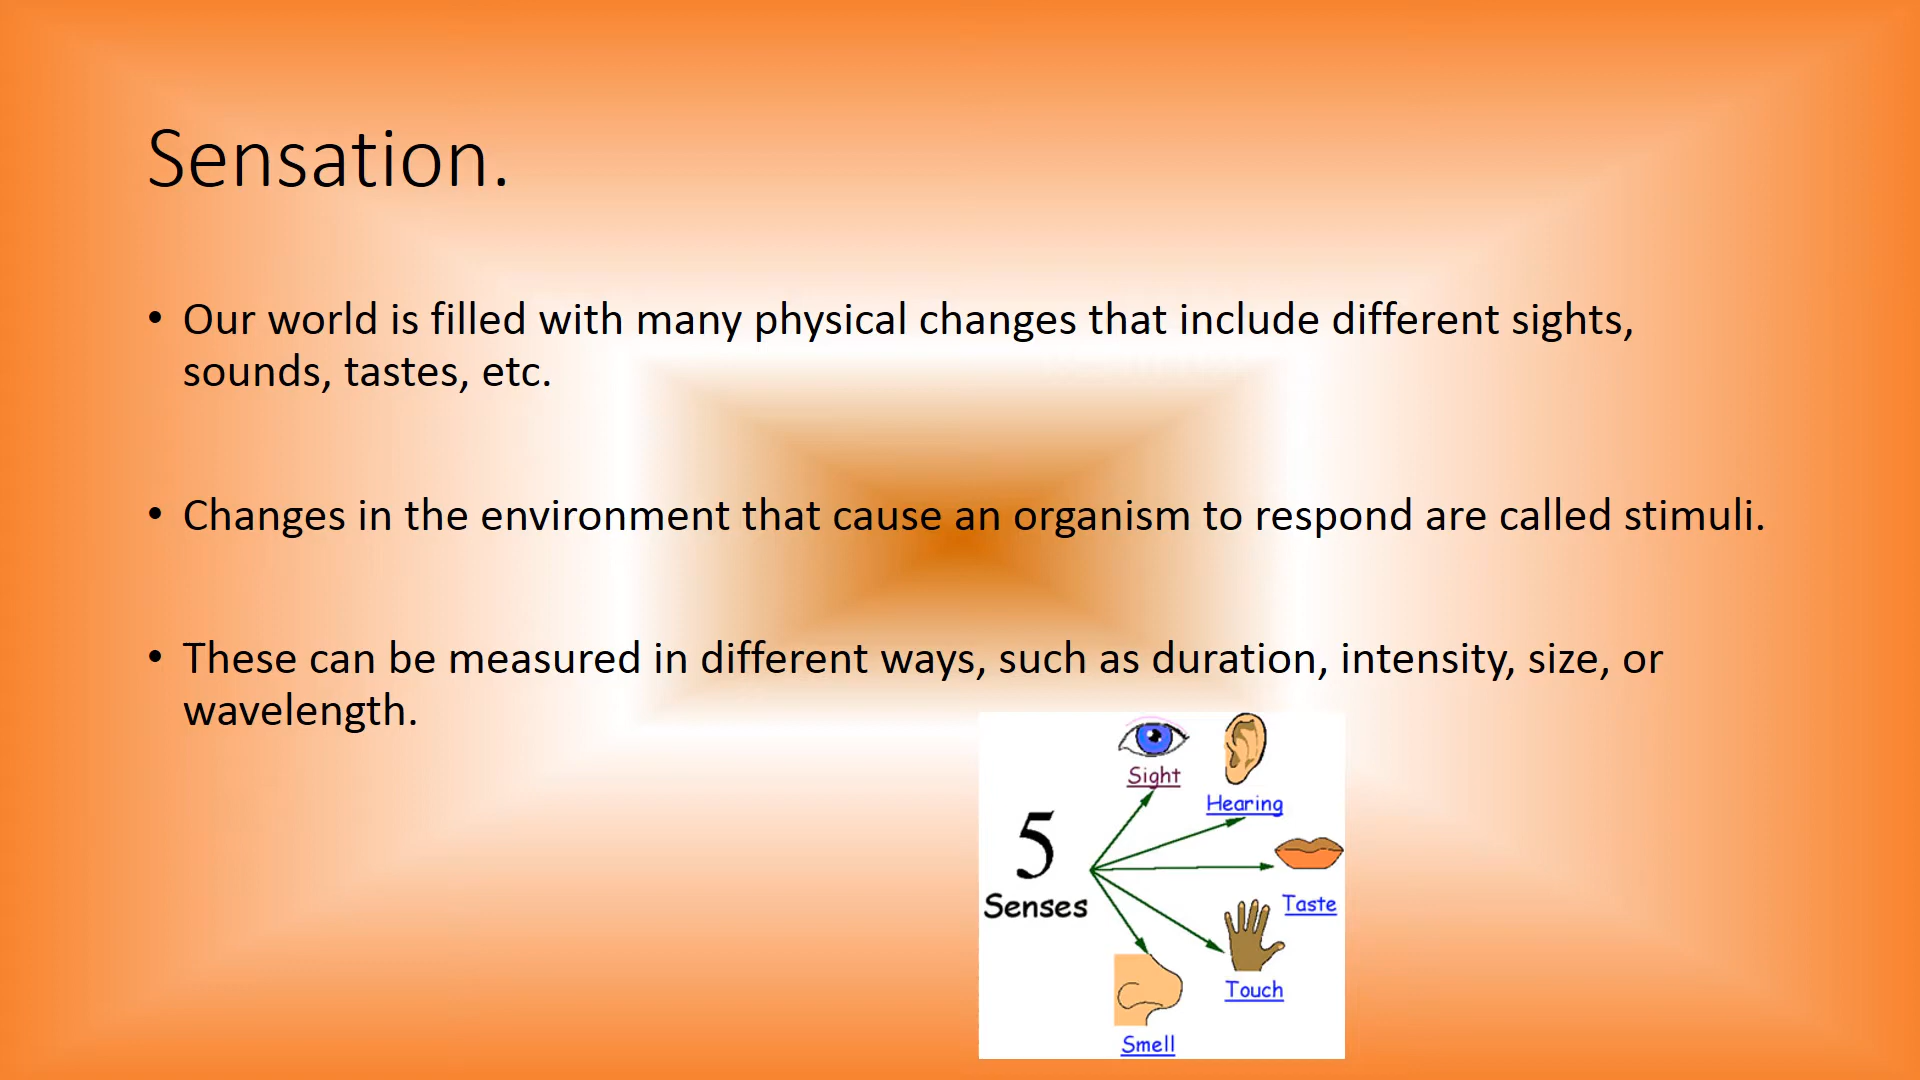 Sensation.
• Our world is filled with many physical changes that include different sights,
sounds, tastes, etc.
• Changes in the environment that cause an organism to respond are called stimuli.
• These can be measured in different ways, such as duration, intensity, size, or
wavelength.
Sight
Hearing
5
Senses
Taste
Touch
Smell